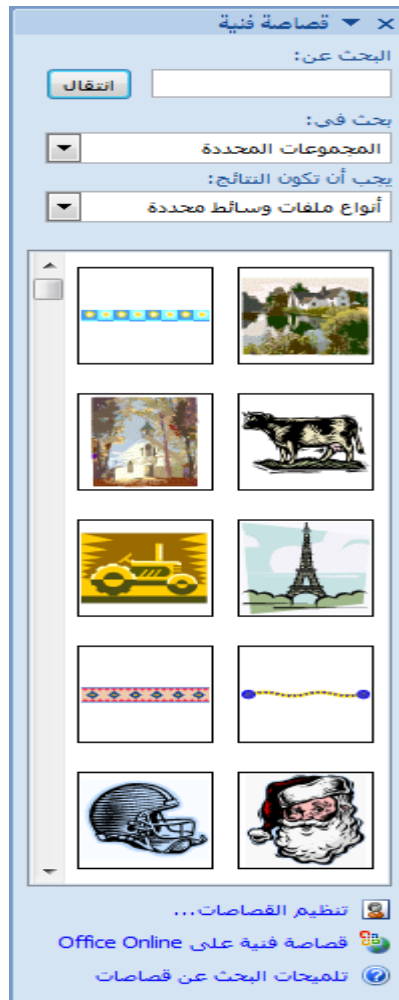 قصاصة فنية
البحث عن:
انتقال
بحث في:
المجموعات المحددة
يجب أن تكون النتائج:
أنواع ملفات وسائط محددة
تنظيم القصاصات...
قصاصة فنية على Office Online
تلميحات البحث عن قصاصات